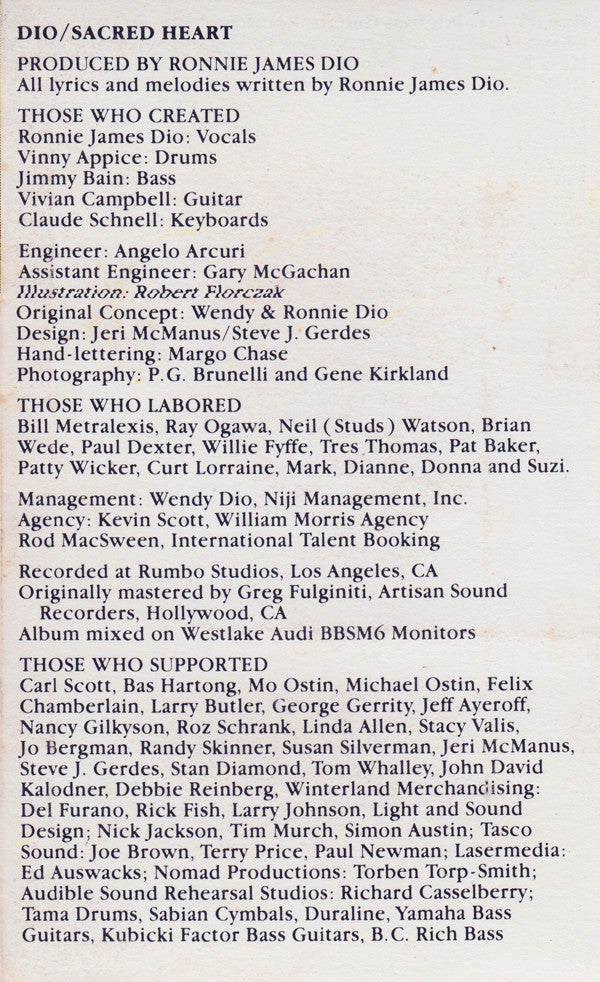 DIO/SACRED HEART
PRODUCED BY RONNIE JAMES DIO
All lyrics and melodies written by Ronnie James Dio.
THOSE WHO CREATED
Ronnie James Dio: Vocals
Vinny Appice: Drums
Jimmy Bain: Bass
Vivian Campbell: Guitar
Claude Schnell: Keyboards
Engineer: Angelo Arcuri
Assistant Engineer: Gary McGachan
Illustration: Robert Florczak
Original Concept: Wendy & Ronnie Dio
Design: Jeri McManus/Steve J. Gerdes
Hand-lettering: Margo Chase
Photography: P.G. Brunelli and Gene Kirkland
THOSE WHO LABORED
Bill Metralexis, Ray Ogawa, Neil (Studs) Watson, Brian
Wede, Paul Dexter, Willie Fyffe, Tres Thomas, Pat Baker,
Patty Wicker, Curt Lorraine, Mark, Dianne, Donna and Suzi.
Management: Wendy Dio, Niji Management, Inc.
Agency: Kevin Scott, William Morris Agency
Rod MacSween, International Talent Booking
Recorded at Rumbo Studios, Los Angeles, CA
Originally mastered by Greg Fulginiti, Artisan Sound
Recorders, Hollywood, CA
Album mixed on Westlake Audi BBSM6 Monitors
THOSE WHO SUPPORTED
Carl Scott, Bas Hartong, Mo Ostin, Michael Ostin, Felix
Chamberlain, Larry Butler, George Gerrity, Jeff Ayeroff,
Nancy Gilkyson, Roz Schrank, Linda Allen, Stacy Valis,
Jo Bergman, Randy Skinner, Susan Silverman, Jeri McManus,
Steve J. Gerdes, Stan Diamond, Tom Whalley, John David
Kalodner, Debbie Reinberg, Winterland Merchandising:
Del Furano, Rick Fish, Larry Johnson, Light and Sound
Design; Nick Jackson, Tim Murch, Simon Austin; Tasco
Sound: Joe Brown, Terry Price, Paul Newman; Lasermedia:
Ed Auswacks; Nomad Productions: Torben Torp-Smith;
Audible Sound Rehearsal Studios: Richard Casselberry;
Tama Drums, Sabian Cymbals, Duraline, Yamaha Bass
Guitars, Kubicki Factor Bass Guitars, B.C. Rich Bass